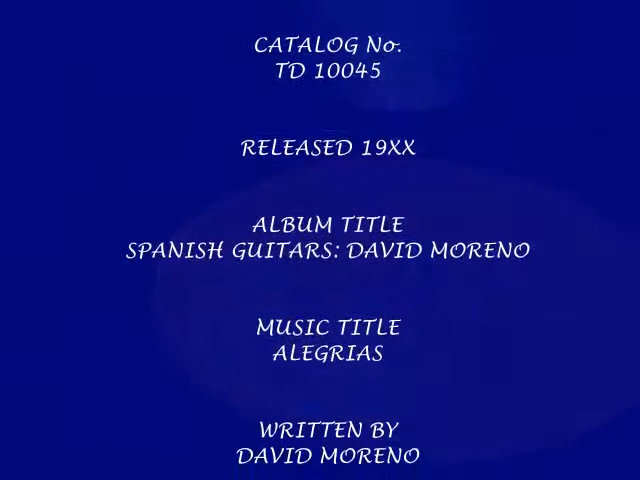 CATALOG No.
TD 10045
RELEASED 19XX
ALBUM TITLE
SPANISH GUITARS: DAVID MORENO
MUSIC TITLE
ALEGRIAS
WRITTEN BY
DAVID MORENO